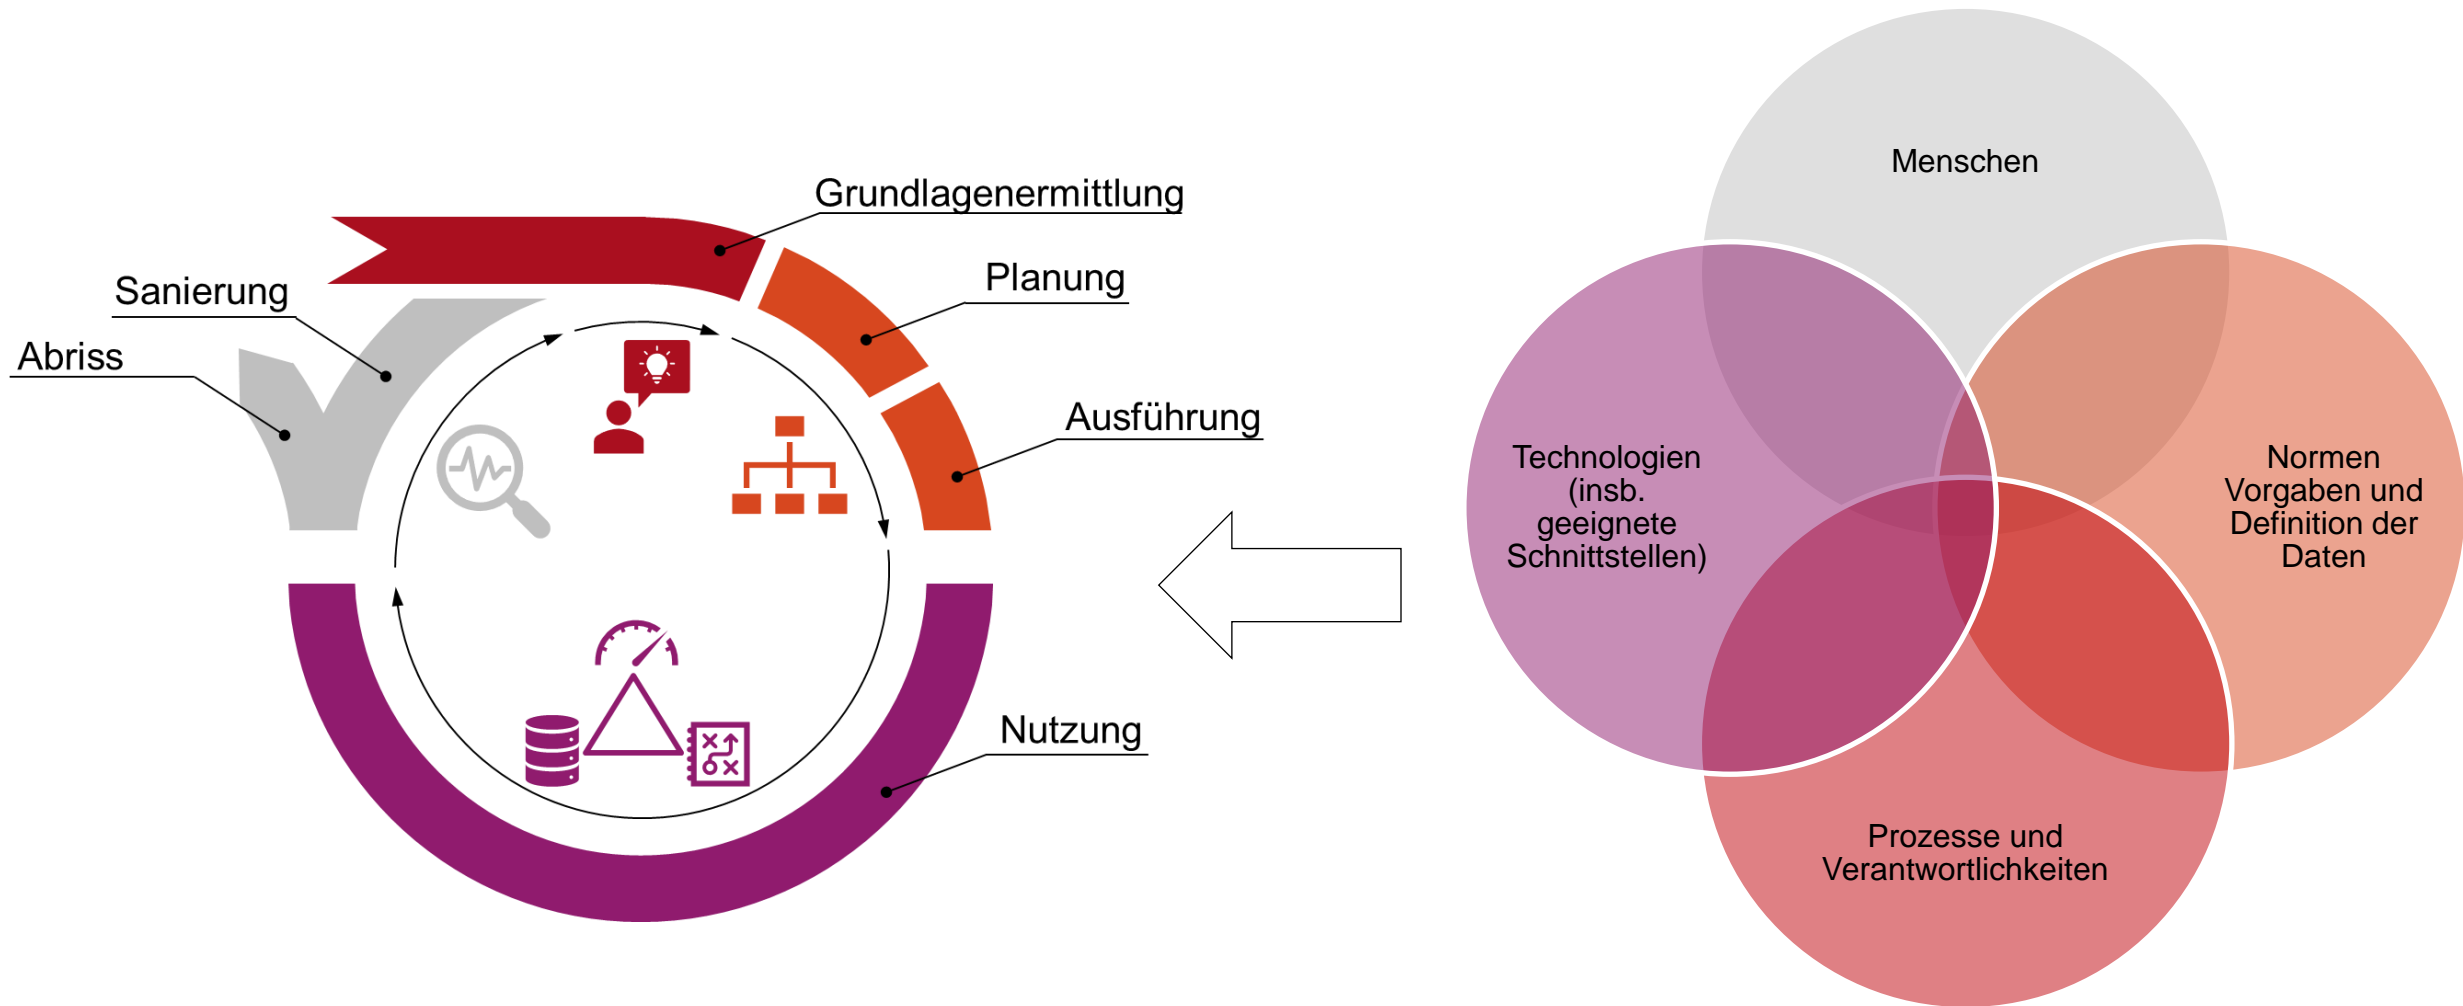 Grundlagenermittlung
Planung
Sanierung
Abriss
Ausführung
Nutzung
Menschen
Technologien
(insb.
geeignete
Schnittstellen)
Normen
Vorgaben und
Definition der
Daten
Prozesse und
Verantwortlichkeiten